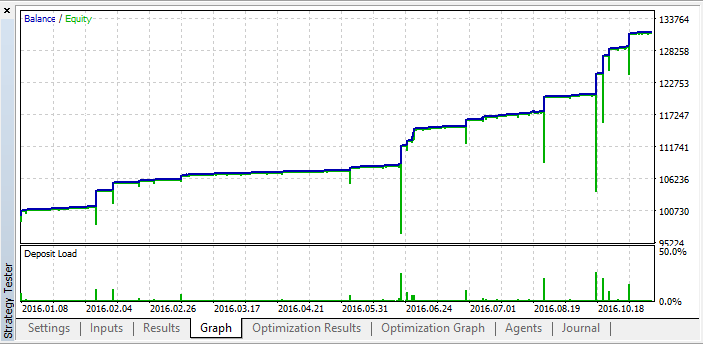 Balance / Equity
133764
128258
122753
117247
111741
106236
100730
95224
Deposit Load
50.0%
0.0%
2016.01.08 2016.02.04 2016.02.26 2016.03.17 2016.04.21 2016.05.31 2016.06.24 2016.07.01 2016.08.19 2016.10.18
Strategy Tester
Settings Inputs Results Graph Optimization Results Optimization Graph Agents Journal